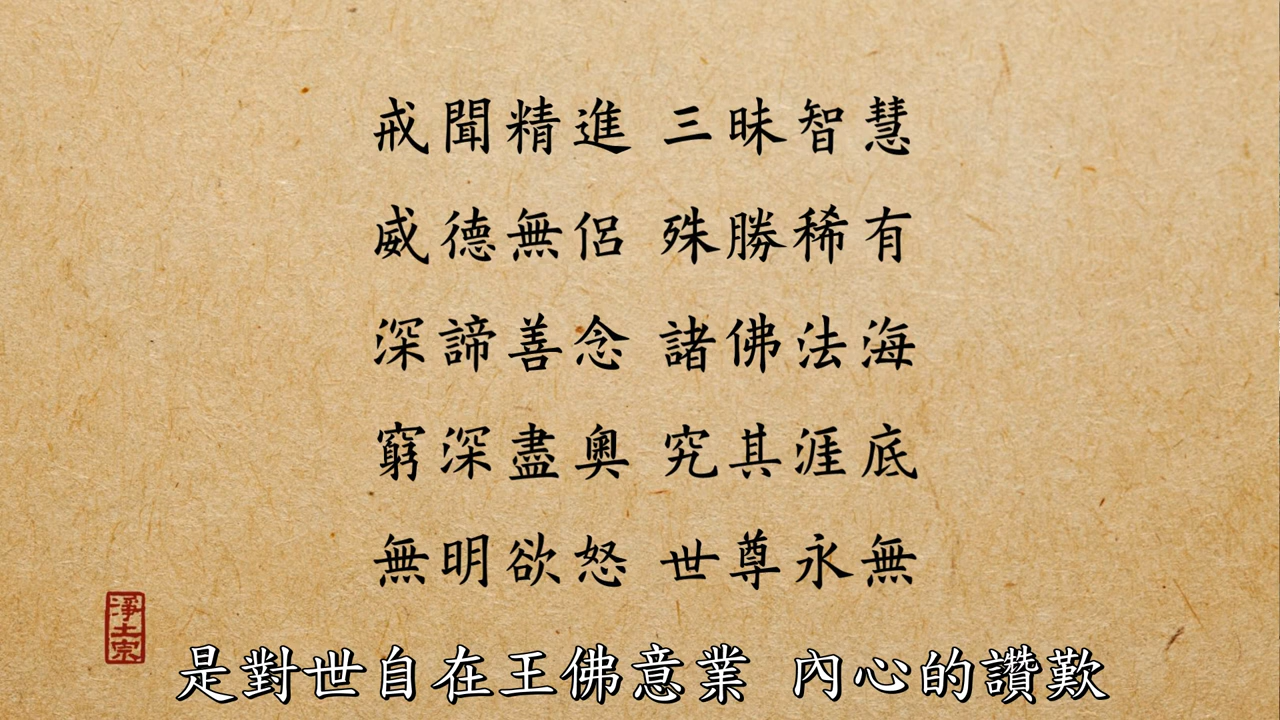 戒聞精進 三昧智慧
威德無侶 殊勝稀有
深諦善念 諸佛法海
窮深盡奧 究其涯底
無明欲怒 世尊永無
淨土宗
是對世自在王佛意業 內心的讚歎